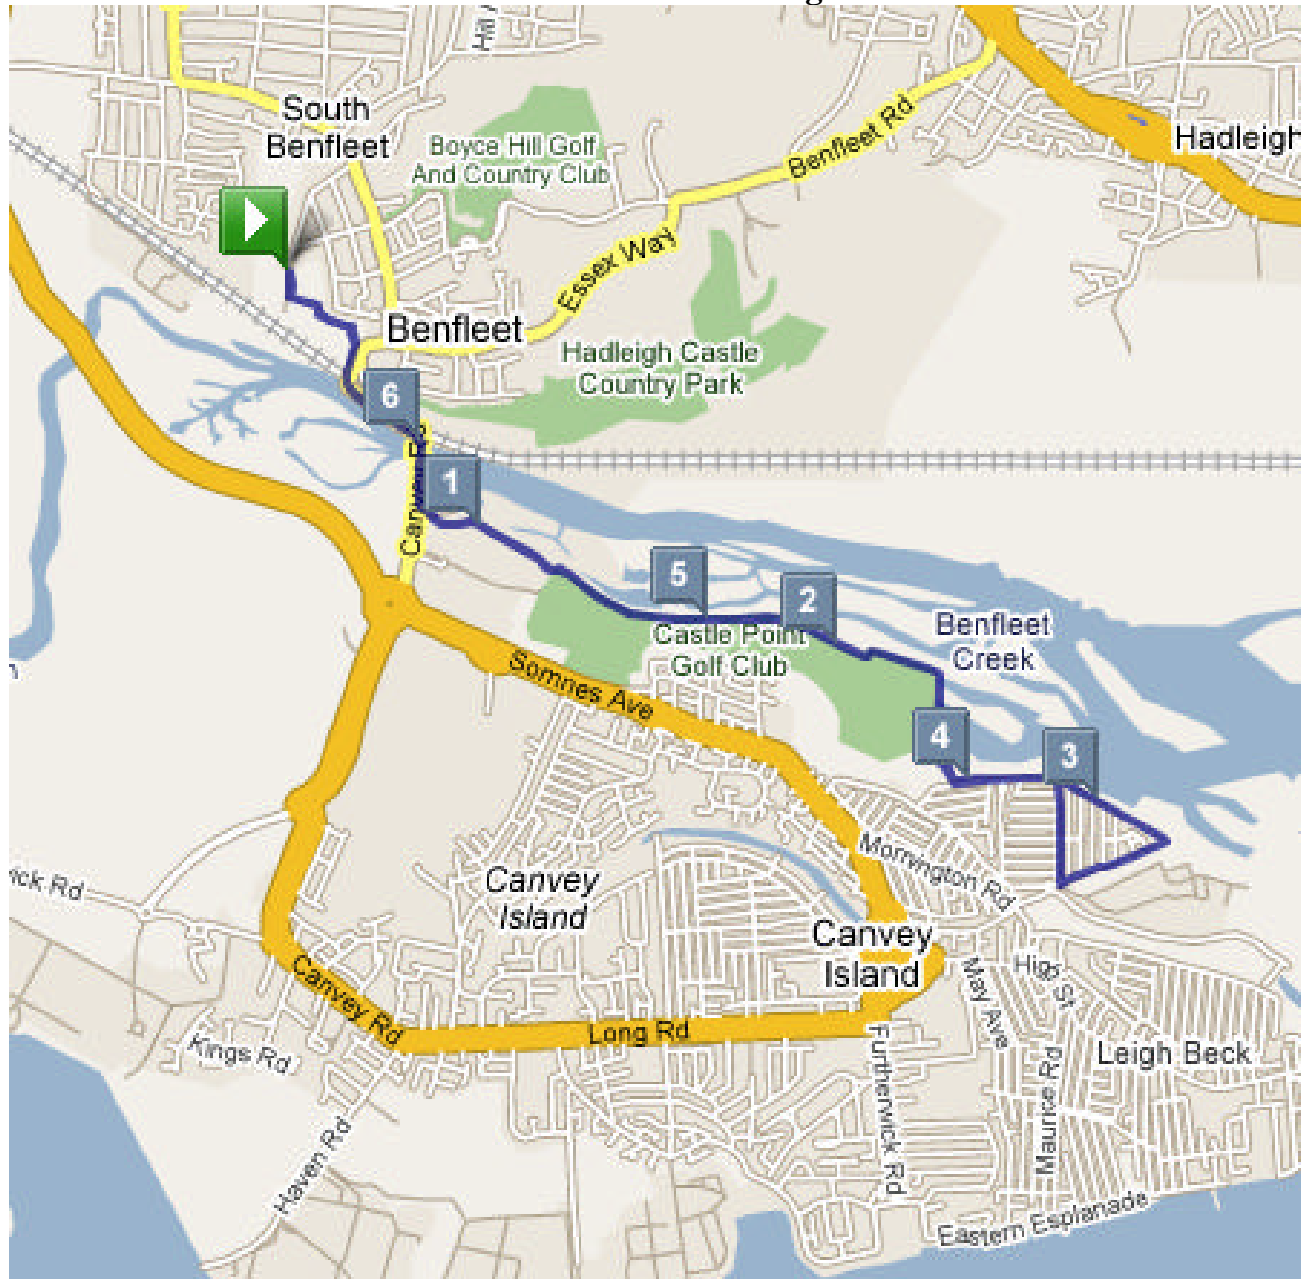 South
Benfleet
Boyce Hill Golf
And Country Club
Benfleet Rd
Hadleigh
Essex Way
Benfleet
Hadleigh Castle
Country Park
6
1
Canvey Rd
5
2
Castle Point
Golf Club
Benfleet
Creek
Somnes Ave
4
3
Mornington Rd
Canvey
Island
Canvey
Island
Higs St
May Ave
Canvey Rd
Long Rd
Kings Rd
Leigh Beck
Furtherwick Rd
Maurice Rd
Haven Rd
Eastern Esplanade